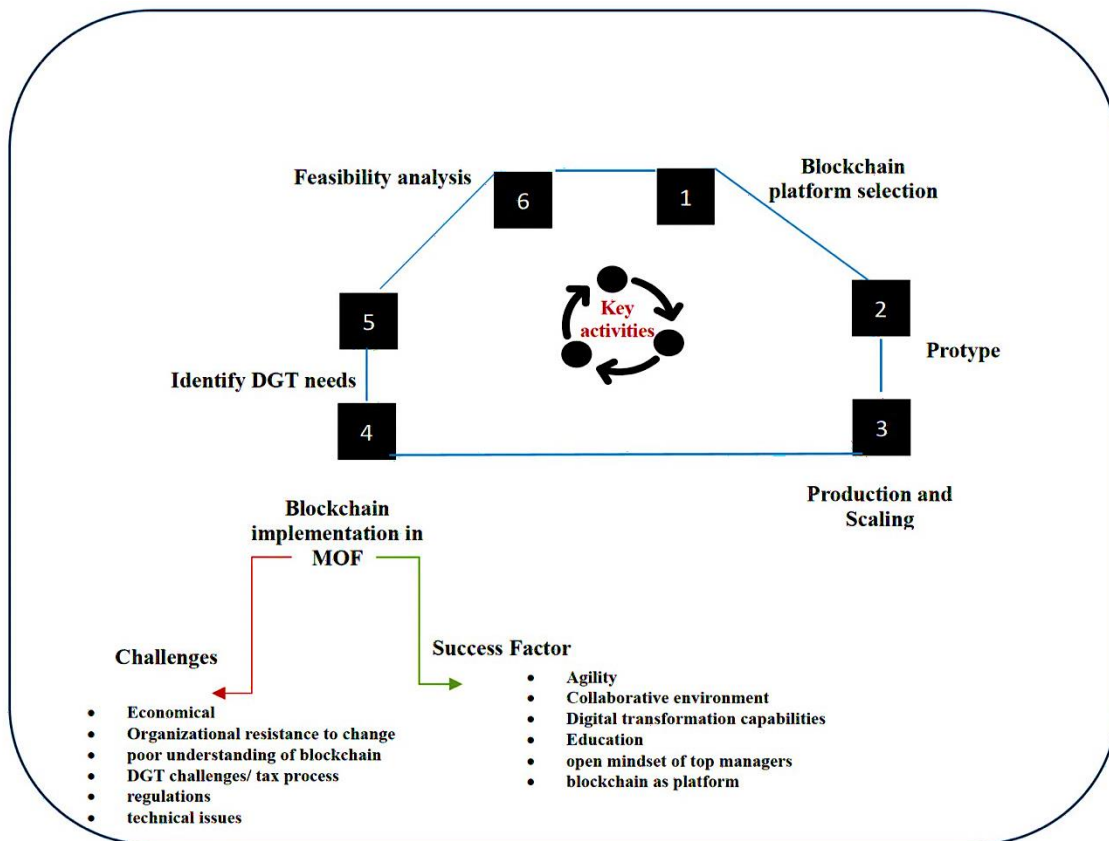 Feasibility analysis
Blockchain
platform selection
6
1
5
Key
activities
2
Protype
Identify DGT needs
4
3
Production and
Scaling
Blockchain
implementation in
MOF
Challenges
• Economical
• Organizational resistance to change
• poor understanding of blockchain
• DGT challenges/ tax process
• regulations
• technical issues
Success Factor
• Agility
• Collaborative environment
• Digital transformation capabilities
• Education
• open mindset of top managers
• blockchain as platform